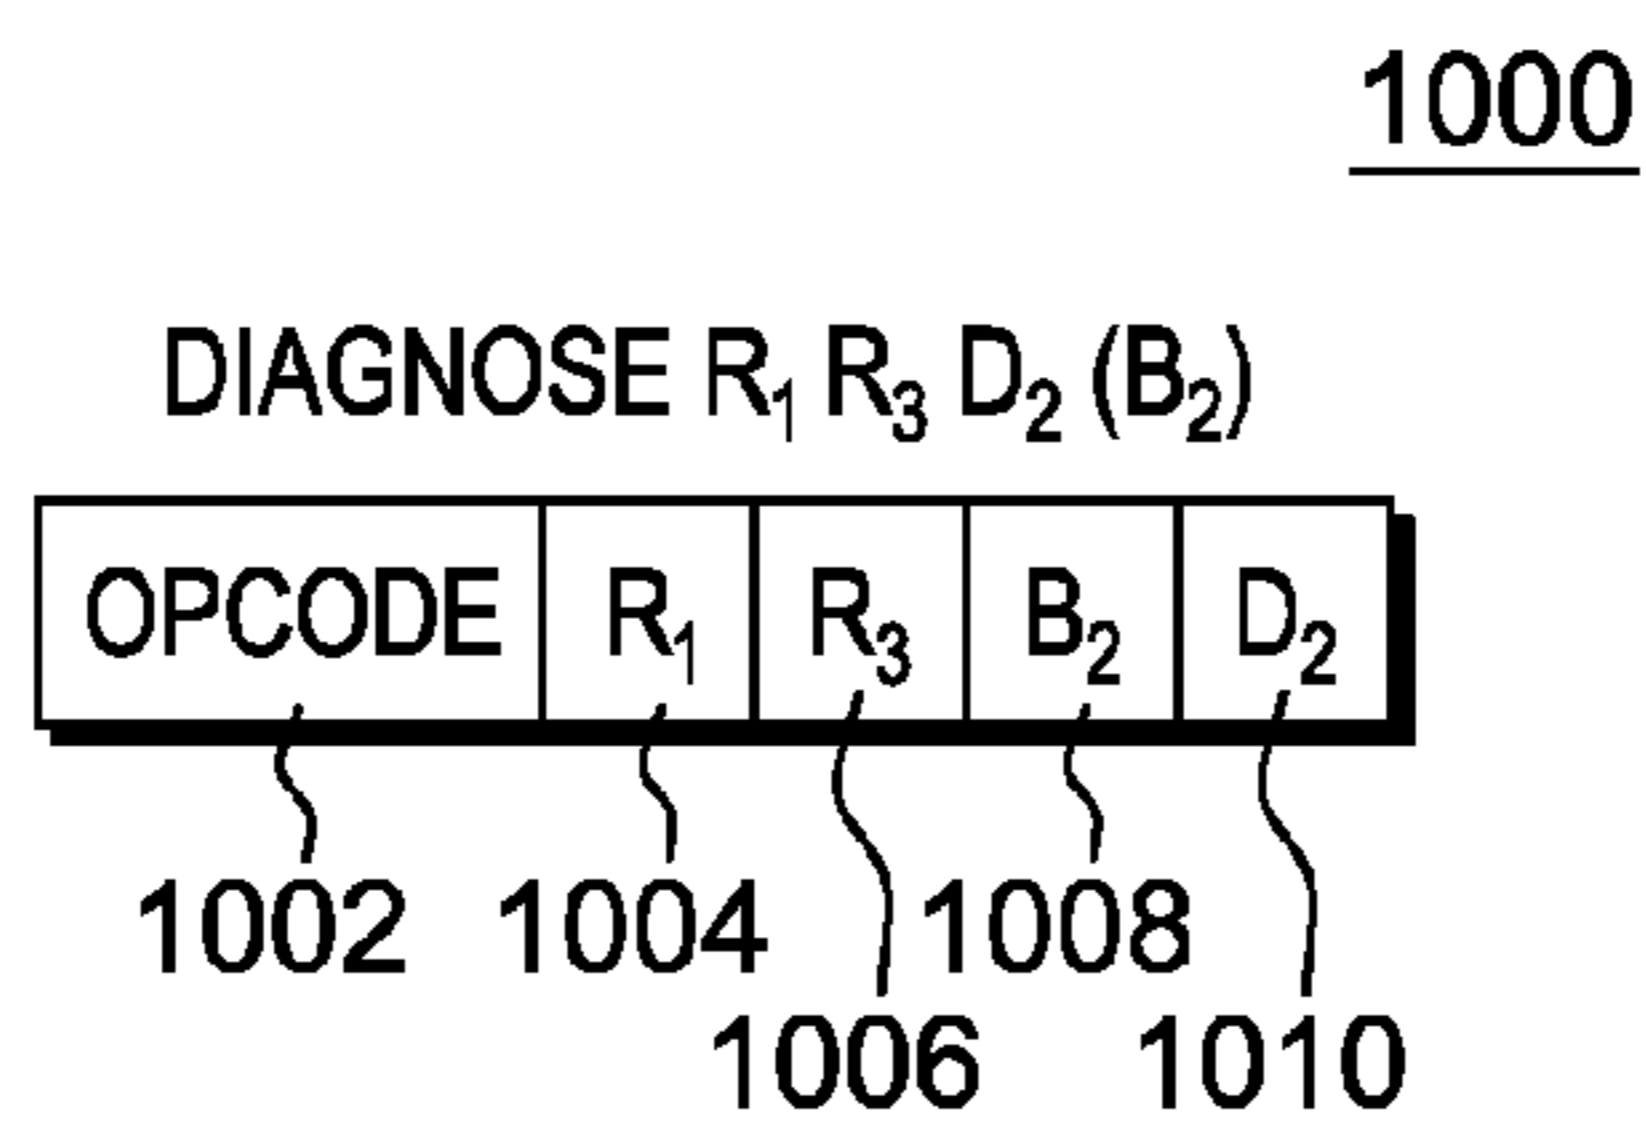 1000
DIAGNOSE R₁ R₃ D₂ (B₂)
OPCODE R₁ R₃ B₂ D₂
1002 1004 1008
1006 1010